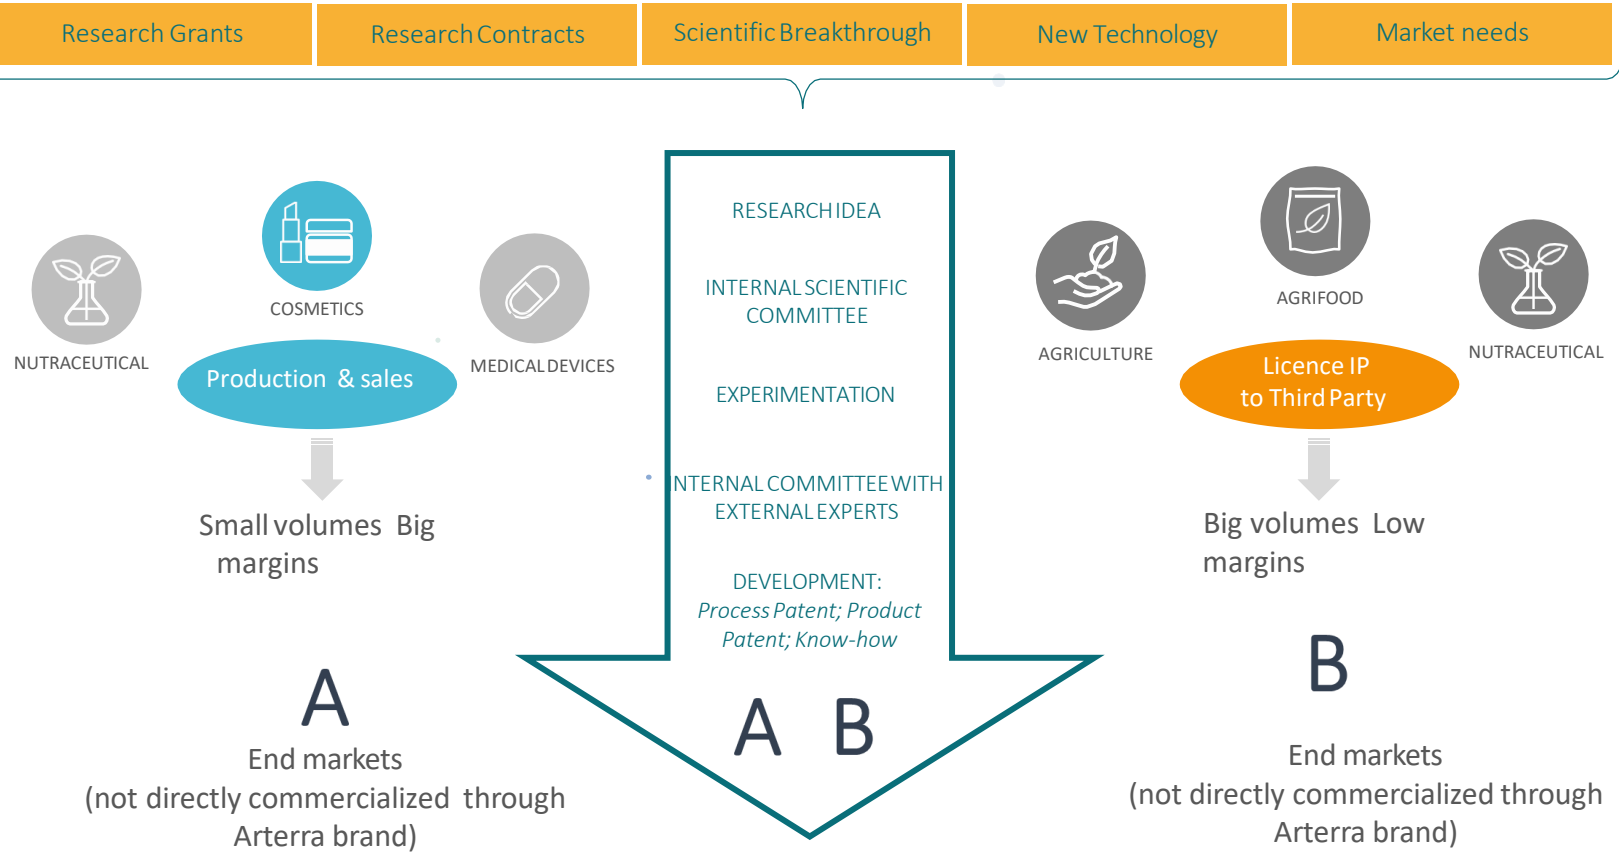 Research Grants
Research Contracts
Scientific Breakthrough
New Technology
Market needs
NUTRACEUTICAL
COSMETICS
MEDICAL DEVICES
Production & sales
Small volumes Big
margins
A
End markets
(not directly commercialized through
Arterra brand)
RESEARCH IDEA
INTERNAL SCIENTIFIC
COMMITTEE
EXPERIMENTATION
INTERNAL COMMITTEE WITH
EXTERNAL EXPERTS
DEVELOPMENT:
Process Patent; Product
Patent; Know-how
A B
AGRICULTURE
AGRIFOOD
NUTRACEUTICAL
Licence IP
to Third Party
Big volumes Low
margins
B
End markets
(not directly commercialized through
Arterra brand)